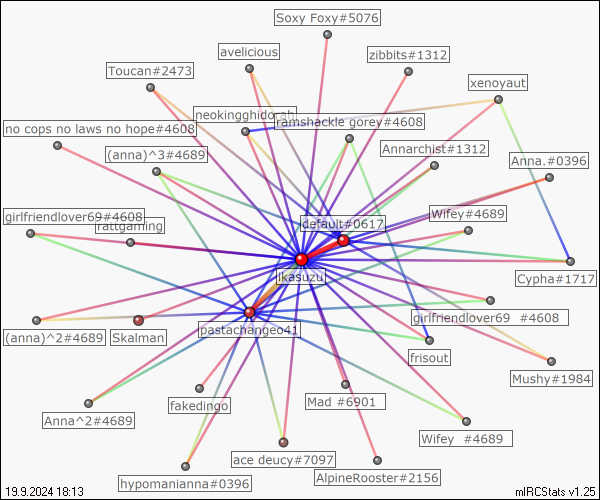 Soxy Foxy#5076
avelicious
zibbits#1312
Toucan#2473
xenoyaut
neokingghidorah
ramshackle gorey#4608
no cops no laws no hope#4608
(anna)^3#4689
Annarchist#1312
Anna.#0396
girlfriendlover69#4608
rattgaming
default#0617
Wifey#4689
ikasuzu
Cypha#1717
girlfriendlover69 #4608
pastachangeo41
(anna)^2#4689
Skalman
frisout
Mushy#1984
fakedingo
Mad #6901
Anna^2#4689
Wifey #4689
ace deucy#7097
hypomanianna#0396
AlpineRooster#2156
19.9.2024 18:13
mIRCStats v1.25